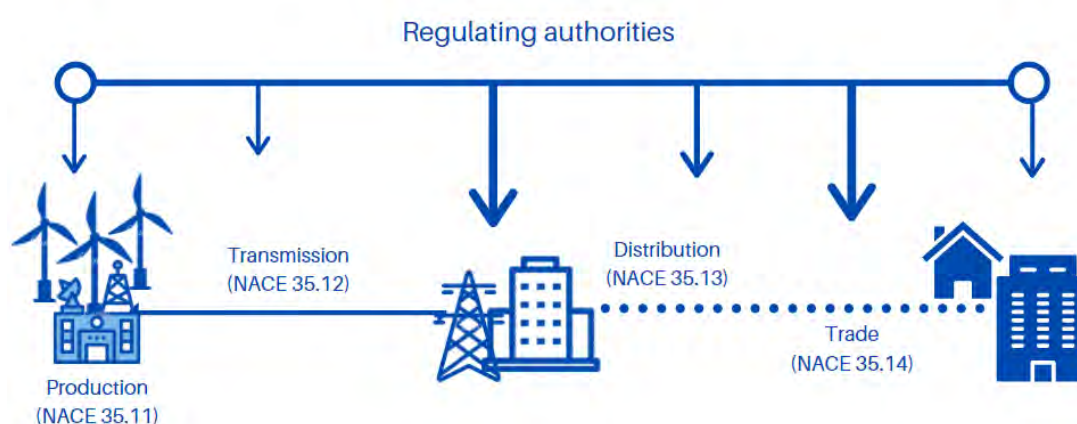 Regulating authorities
Transmission
(NACE 35.12)
Distribution
(NACE 35.13)
Trade
(NACE 35.14)
Production
(NACE 35.11)